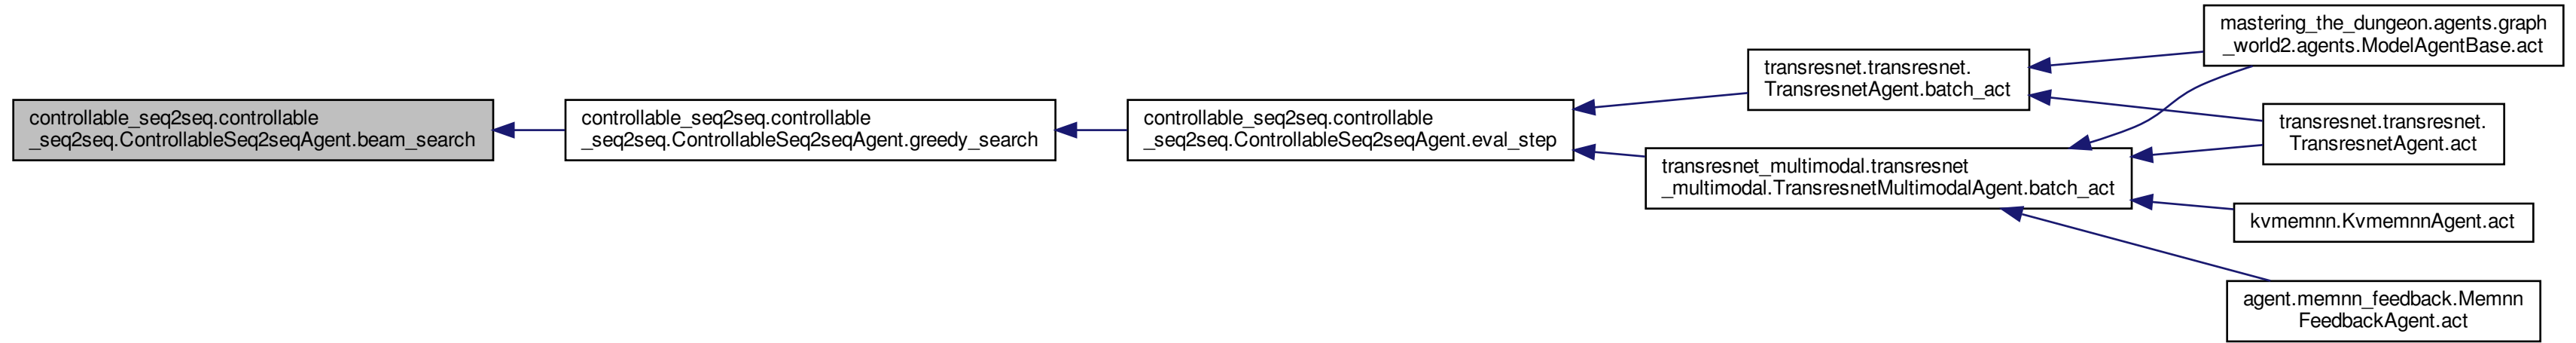 controllable_seq2seq.controllable
_seq2seq.ControllableSeq2seqAgent.beam_search
controllable_seq2seq.controllable
_seq2seq.ControllableSeq2seqAgent.greedy_search
controllable_seq2seq.controllable
_seq2seq.ControllableSeq2seqAgent.eval_step
transresnet.transresnet.
TransresnetAgent.batch_act
transresnet_multimodal.transresnet
_multimodal.TransresnetMultimodalAgent.batch_act
mastering_the_dungeon.agents.graph
_world2.agents.ModelAgentBase.act
transresnet.transresnet.
TransresnetAgent.act
kvmemnn.KvmemnnAgent.act
agent.memnn_feedback.Memnn
FeedbackAgent.act